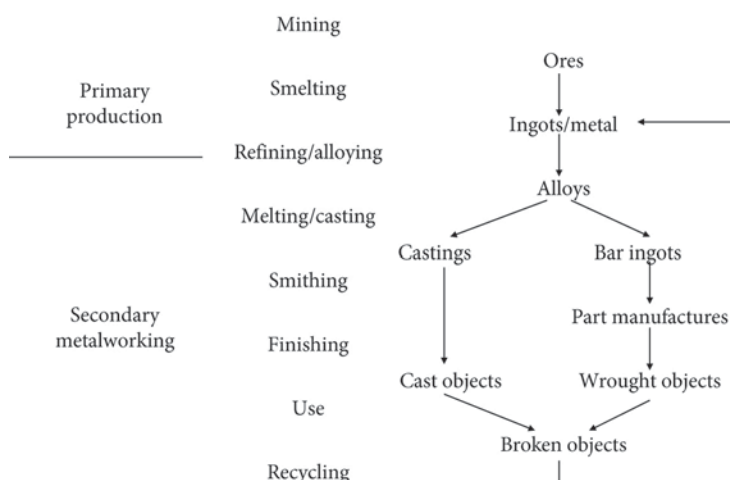 Mining
Ores
Primary
production
Smelting
Ingots/metal
Refining/alloying
Alloys
Melting/casting
Castings
Bar ingots
Smithing
Secondary
metalworking
Part manufactures
Finishing
Cast objects
Wrought objects
Use
Broken objects
Recycling